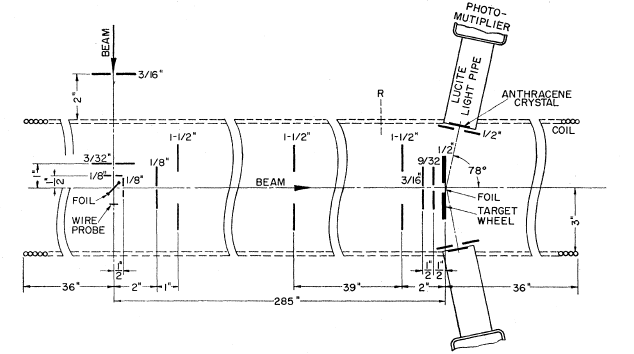 PHOTO-
MUTIPLIER
BEAM
3/16"
2"
LUCITE
LIGHT PIPE
R
ANTHRACENE
CRYSTAL
1/2"
COIL
3/32"
1"
1"
2
1/8"
1/8"
1/8"
1-1/2"
1-1/2"
1-1/2"
9/32
3/16"
1/2"
78°
BEAM
FOIL
FOIL
WIRE
PROBE
TARGET
WHEEL
3"
1"
2
1"
2
1"
2
36"
2"
1"
39"
2"
36"
285"